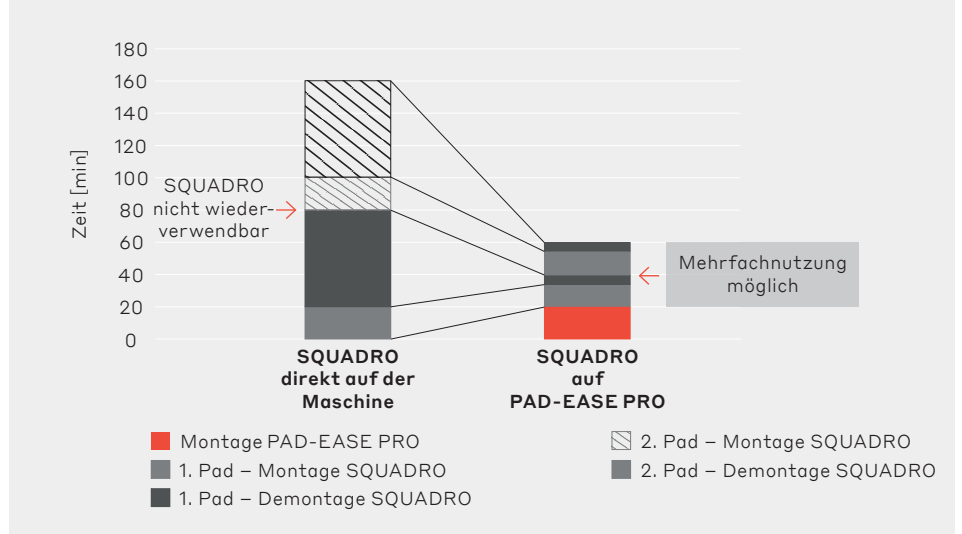 180
160
140
120
100
80
60
40
20
0
Zeit [min]
SQUADRO
nicht wieder-
verwendbar
Mehrfachnutzung
möglich
SQUADRO
direkt auf der
Maschine
SQUADRO
auf
PAD-EASE PRO
Montage PAD-EASE PRO
1. Pad – Montage SQUADRO
1. Pad – Demontage SQUADRO
2. Pad – Montage SQUADRO
2. Pad – Demontage SQUADRO